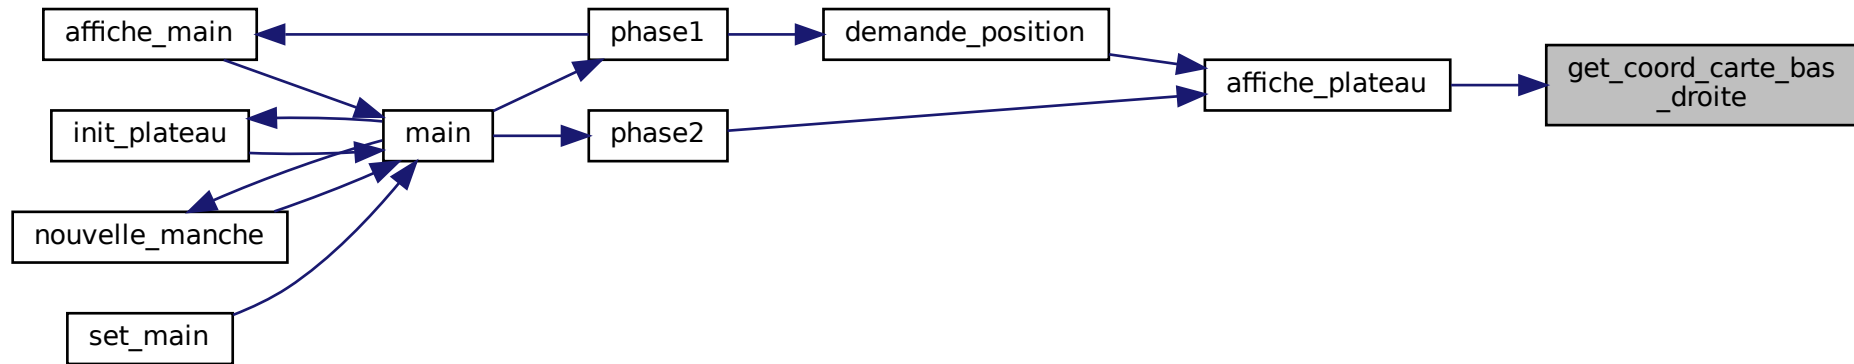 affiche_main
phase1
demande_position
get_coord_carte_bas
_droite
affiche_plateau
init_plateau
main
phase2
nouvelle_manche
set_main